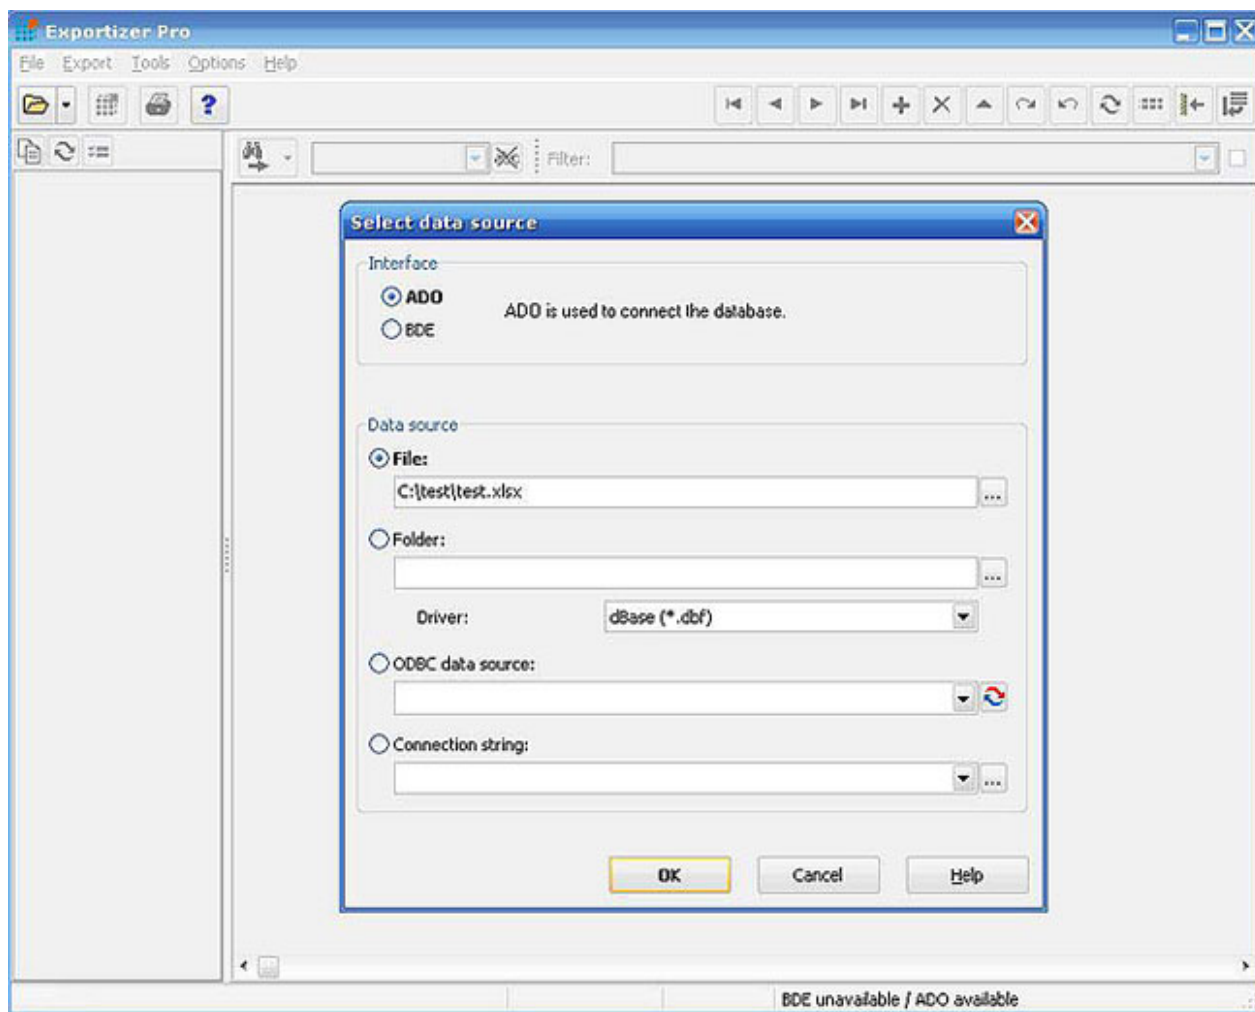 Exportizer Pro
File Export Tools Options Help
Filter:
Select data source
Interface
ADO
ADO is used to connect the database.
BDE
Data source
File:
C:\test\test.xlsx
...
Folder:
...
Driver: dBase (*.dbf)
ODBC data source:
Connection string:
...
OK Cancel Help
BDE unavailable / ADO available